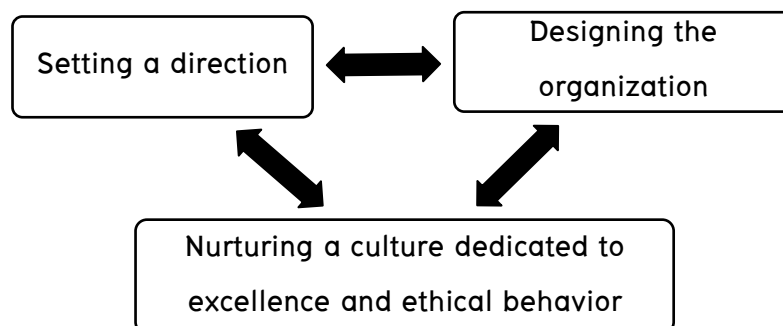 Setting a direction
Designing the
organization
Nurturing a culture dedicated to
excellence and ethical behavior